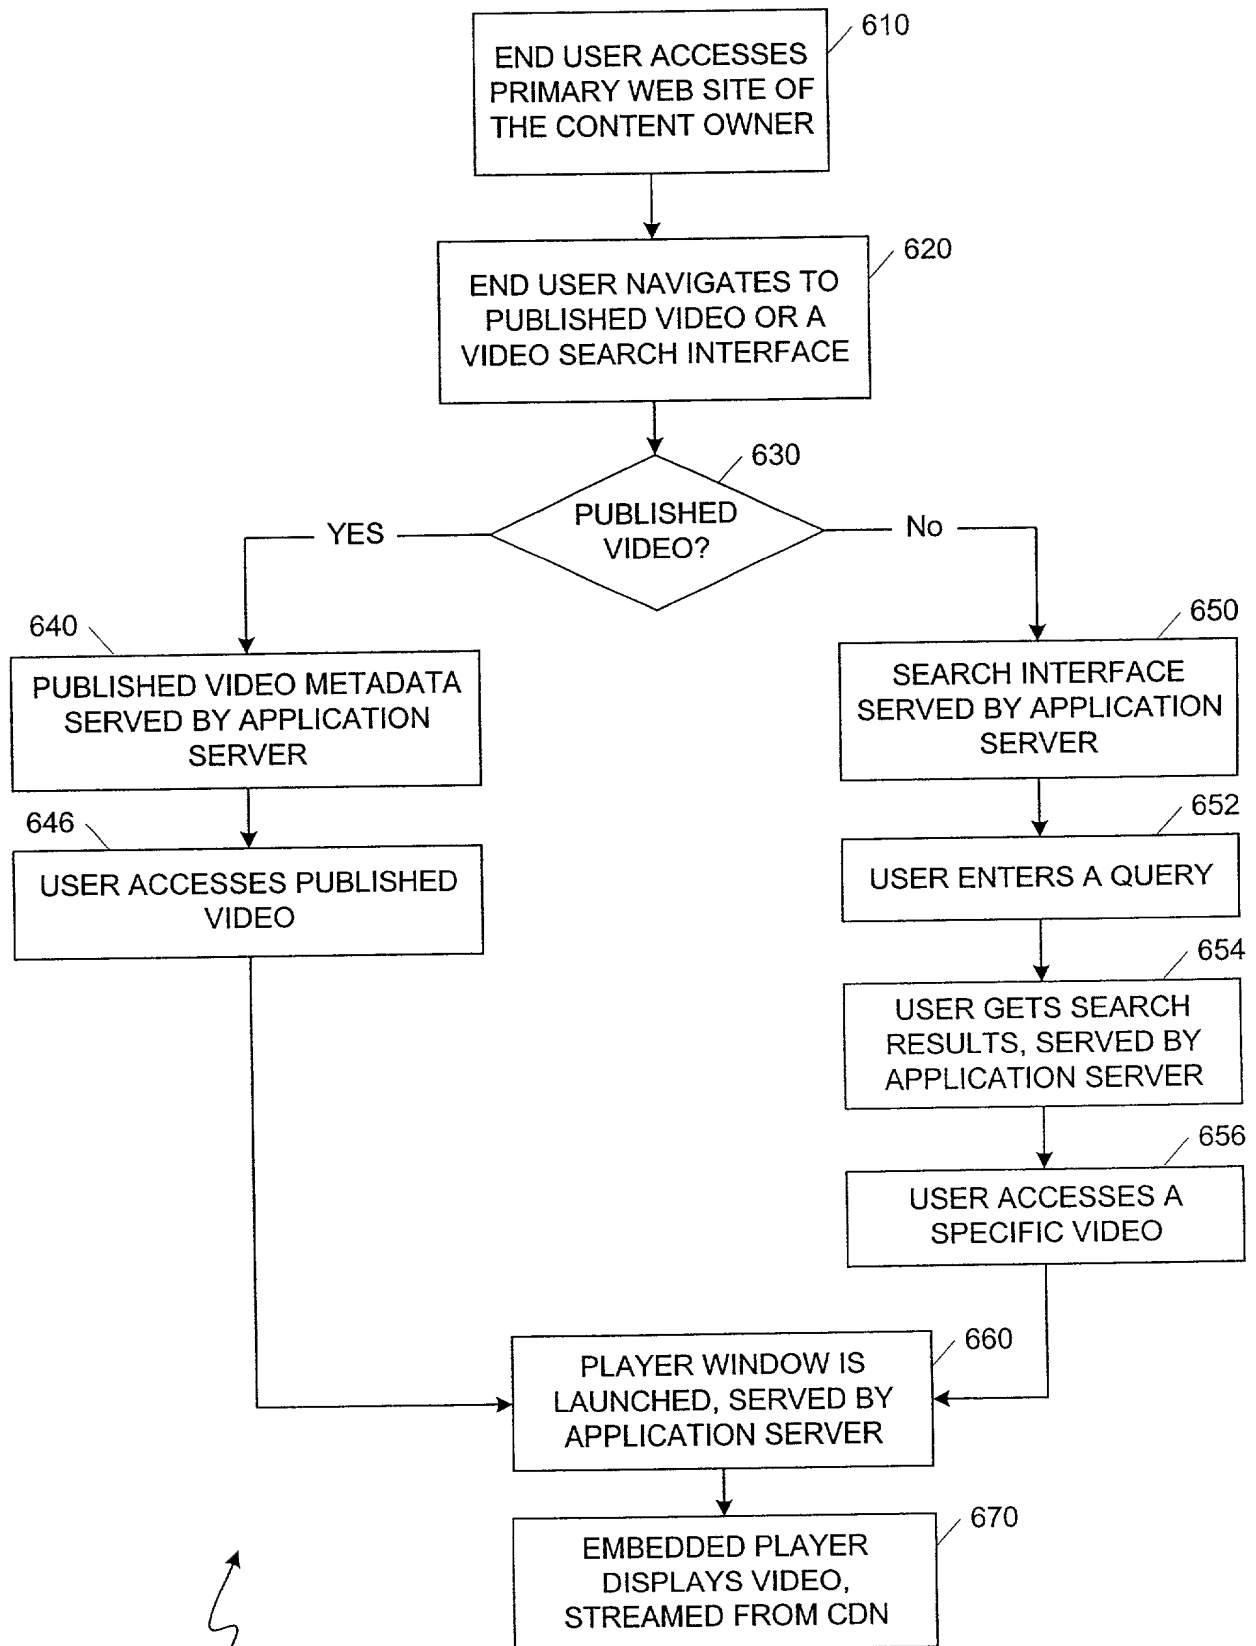 610
END USER ACCESSES
PRIMARY WEB SITE OF
THE CONTENT OWNER
620
END USER NAVIGATES TO
PUBLISHED VIDEO OR A
VIDEO SEARCH INTERFACE
630
PUBLISHED
VIDEO?
YES
No
640
PUBLISHED VIDEO METADATA
SERVED BY APPLICATION
SERVER
646
USER ACCESSES PUBLISHED
VIDEO
650
SEARCH INTERFACE
SERVED BY APPLICATION
SERVER
652
USER ENTERS A QUERY
654
USER GETS SEARCH
RESULTS, SERVED BY
APPLICATION SERVER
656
USER ACCESSES A
SPECIFIC VIDEO
660
PLAYER WINDOW IS
LAUNCHED, SERVED BY
APPLICATION SERVER
670
EMBEDDED PLAYER
DISPLAYS VIDEO,
STREAMED FROM CDN